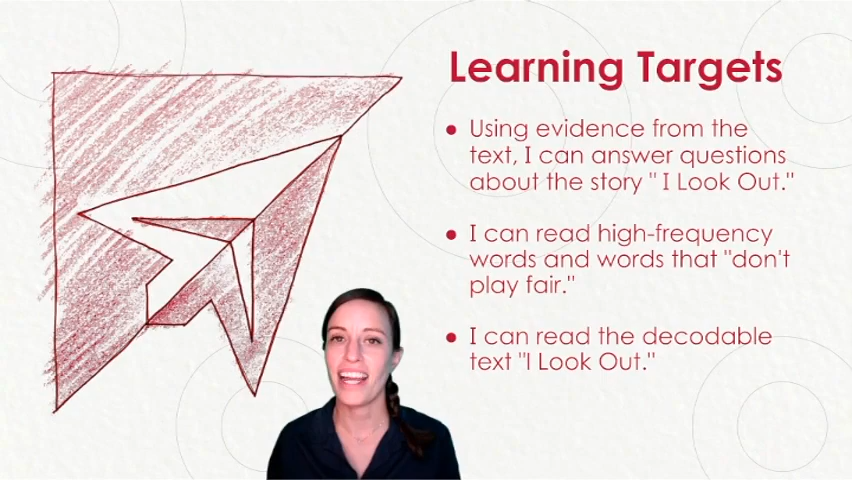 Learning Targets
● Using evidence from the
text, I can answer questions
about the story " I Look Out."
● I can read high-frequency
words and words that "don't
play fair."
● I can read the decodable
text "I Look Out."